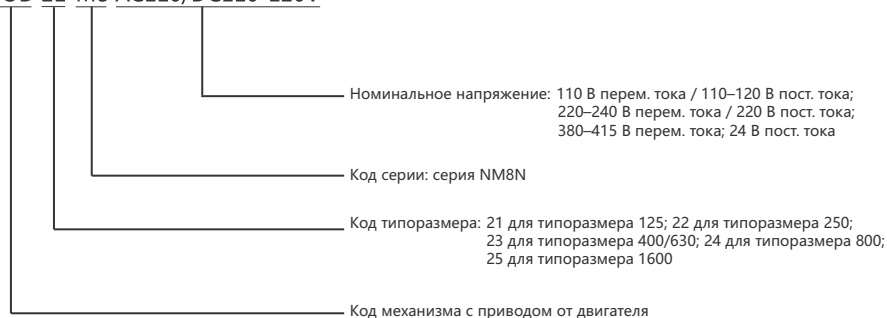 Номинальное напряжение: 110 В перем. тока / 110–120 В пост. тока;
220–240 В перем. тока / 220 В пост. тока;
380–415 В перем. тока; 24 В пост. тока
Код серии: серия NM8N
Код типоразмера: 21 для типоразмера 125; 22 для типоразмера 250;
23 для типоразмера 400/630; 24 для типоразмера 800;
25 для типоразмера 1600
Код механизма с приводом от двигателя